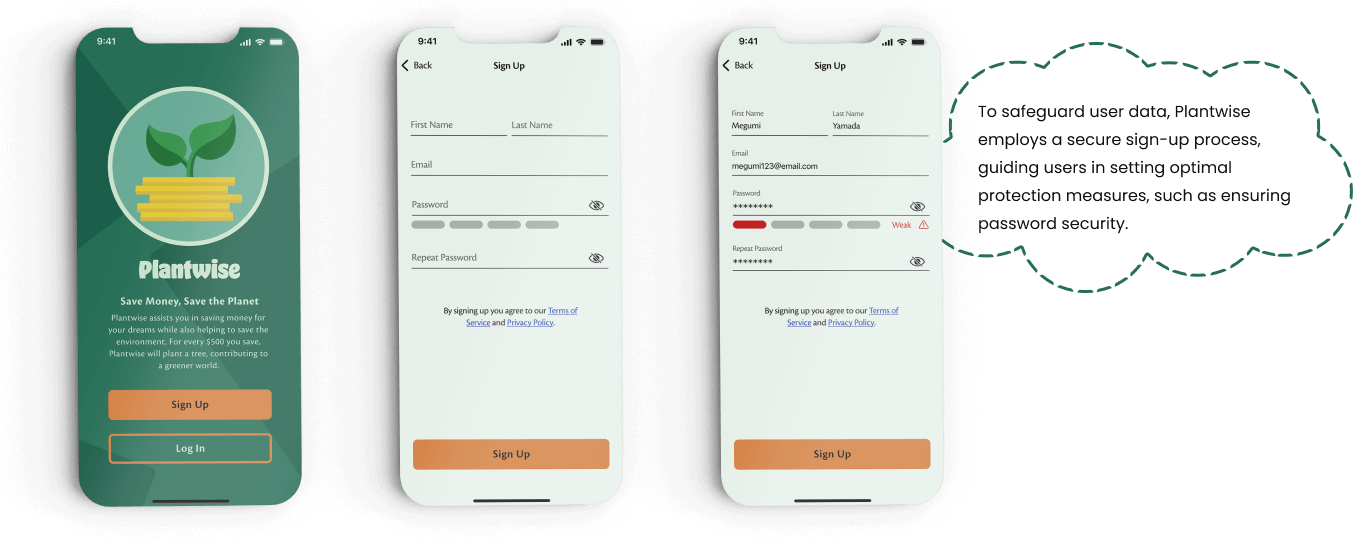 9:41
Plantwise
Save Money, Save the Planet
Plantwise assists you in saving money for
your dreams while also helping to save the
environment. For every $500 you save,
Plantwise will plant a tree, contributing to
a greener world.
Sign Up
Log In
9:41
Back
Sign Up
First Name
Last Name
Email
Password
Repeat Password
By signing up you agree to our Terms of
Service and Privacy Policy.
Sign Up
9:41
Back
Sign Up
First Name
Last Name
Megumi
Yamada
Email
megumi123@email.com
Password
********
Weak
Repeat Password
********
By signing up you agree to our Terms of
Service and Privacy Policy.
Sign Up
To safeguard user data, Plantwise
employs a secure sign-up process,
guiding users in setting optimal
protection measures, such as ensuring
password security.